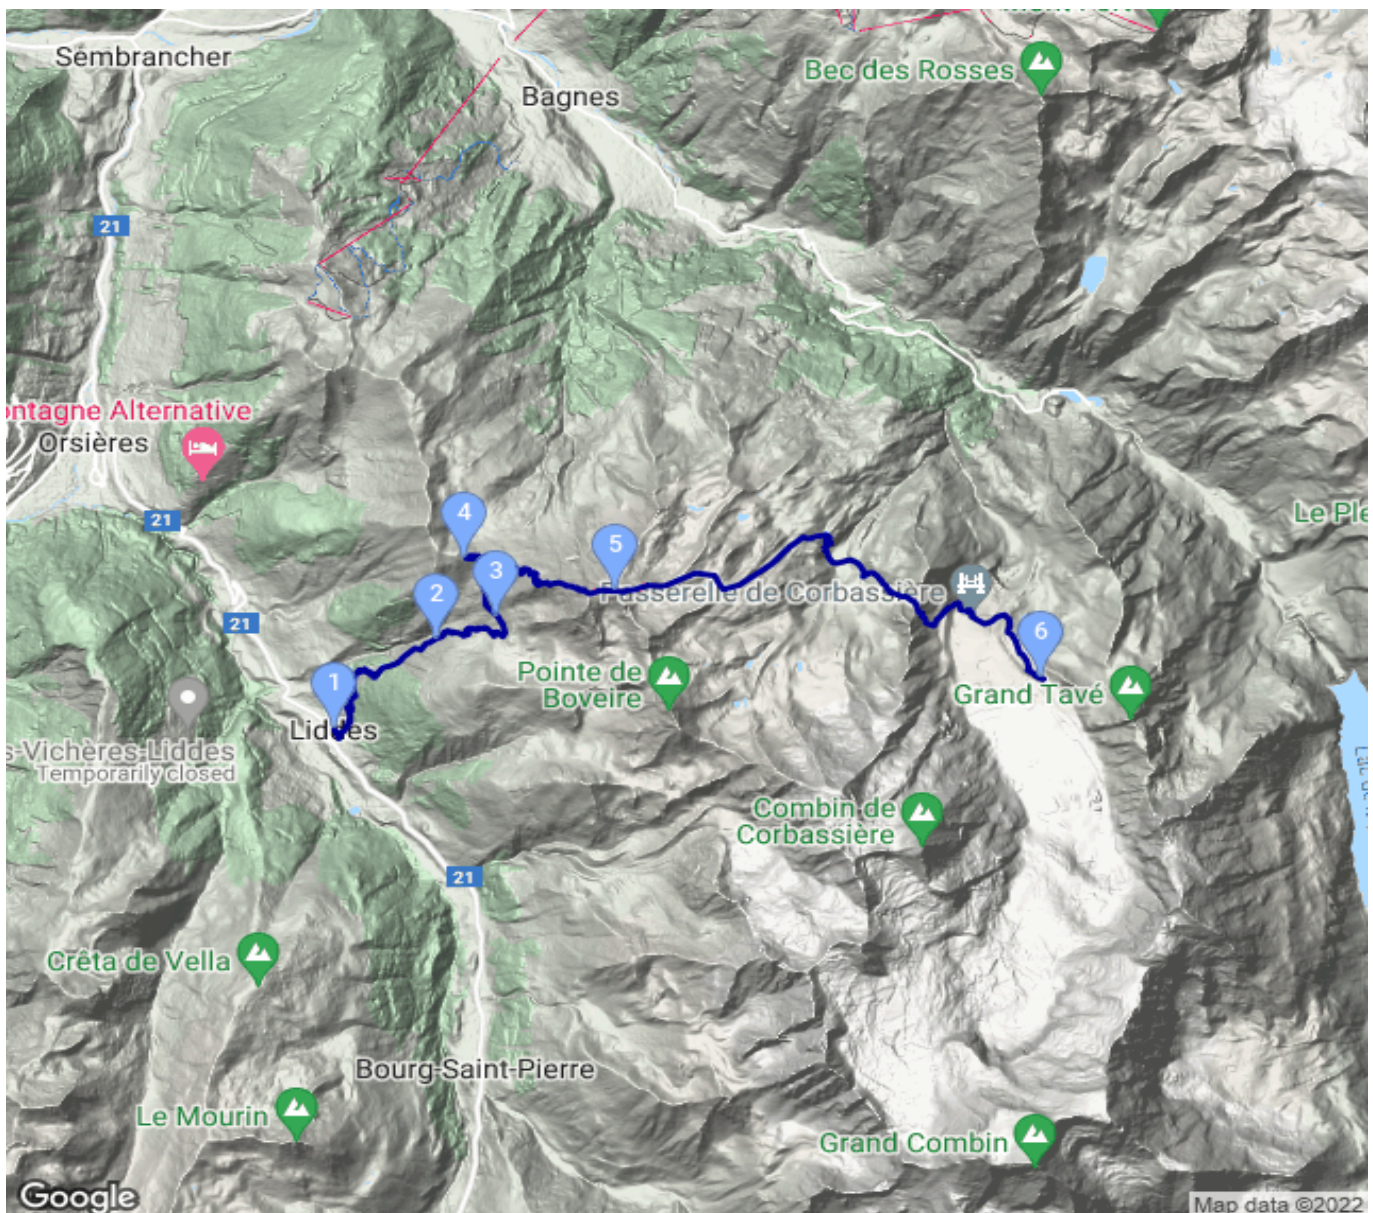 Sembrancher
Bec des Rosses
Bagnes
21
ontagne Alternative
Orsières
21
Le Ple
4
5
3
2
Passerelle de Corbassière
21
6
1
Pointe de
Boveire
Grand Tavé
Liddes
s-Vichères-Liddes
Temporarily closed
Combin de
Corbassière
21
Crêta de Vella
Bourg-Saint-Pierre
Le Mourin
Grand Combin
Google
Map data ©2022